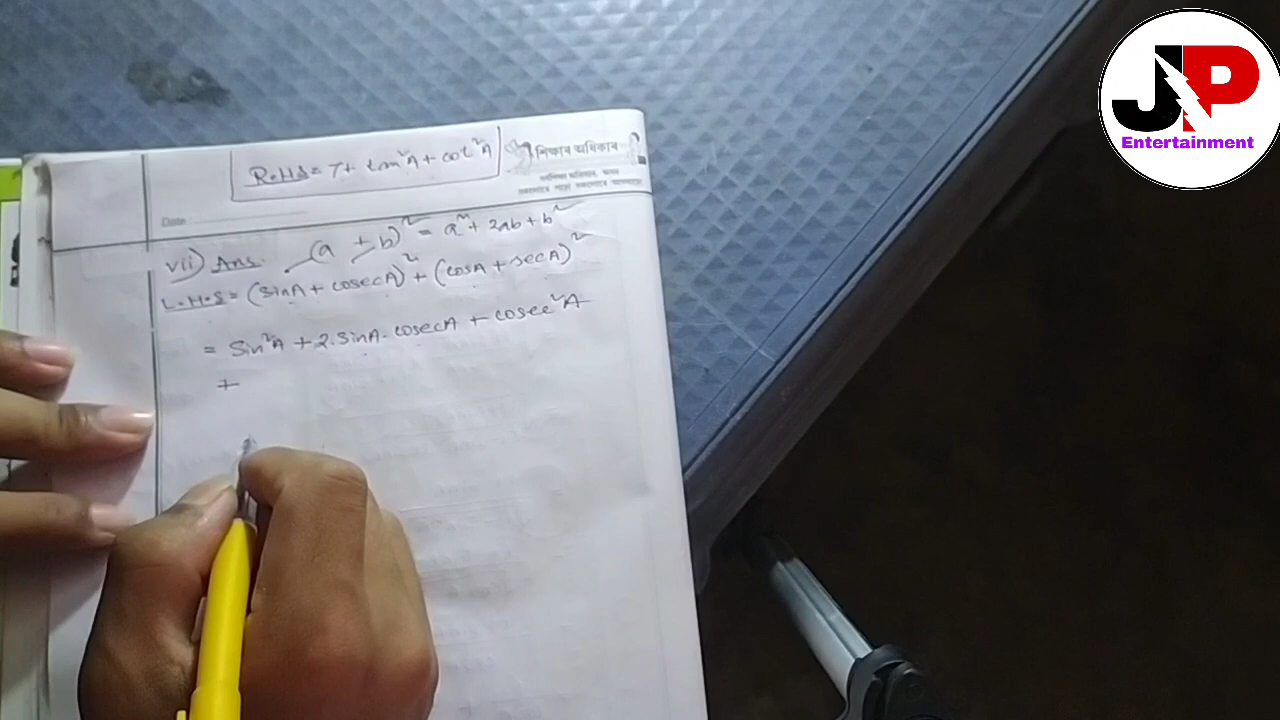 JP
Entertainment
R.H.S = 7 + tan²A + cot²A
শিকাৰ অধিকাৰ
Date
(a + b)² = a² + 2ab + b²
vii) Ans.
L.H.S = (sinA + cosecA)² + (cosA + secA)²
= Sin²A + 2.sinA.cosecA + cosec²A
+